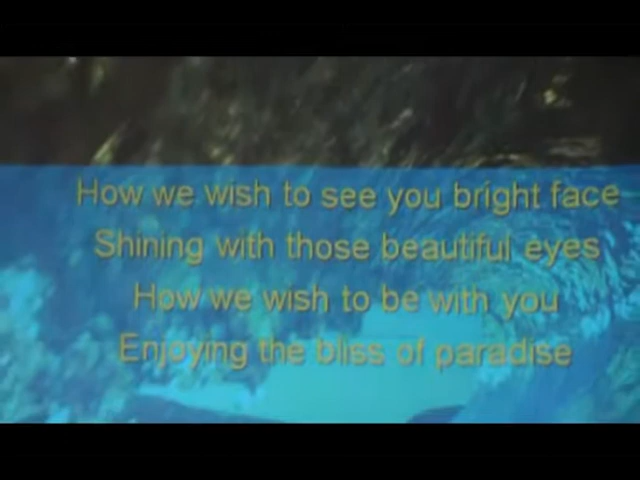 How we wish to see you bright face
Shining with those beautiful eyes
How we wish to be with you
Enjoying the bliss of paradise